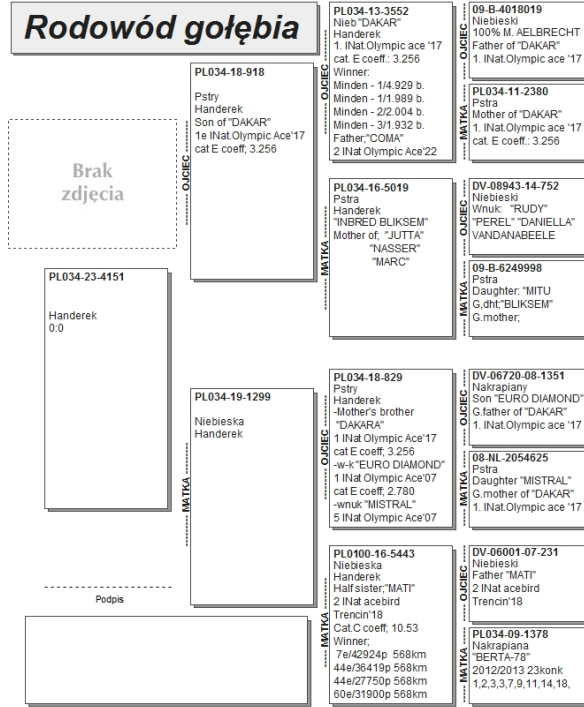 Rodowód gołębia
Brak
zdjęcia
PL034-23-4151
Handerek
0:0
Podpis
OJCIEC
PL034-18-918
Pstry
Handerek
Son of "DAKAR"
1e INat.Olympic Ace'17
cat E coeff; 3.256
MATKA
PL034-19-1299
Niebieska
Handerek
OJCIEC
PL034-13-3552
Nieb "DAKAR"
Handerek
1. INat.Olympic ace '17
cat. E coeff.: 3.256
Winner:
Minden - 1/4.929 b.
Minden - 1/1.989 b.
Minden - 2/2.004 b.
Minden - 3/1.932 b.
Father;"COMA"
2 INat Olympic Ace'22
MATKA
PL034-16-5019
Pstra
Handerek
"INBRED BLIKSEM"
Mother of; "JUTTA"
"NASSER"
"MARC"
OJCIEC
PL034-18-829
Pstry
Handerek
-Mother's brother
"DAKARA"
1 INat Olympic Ace'17
cat E coeff; 3.256
-w-k"EURO DIAMOND"
1 INat Olympic Ace'07
cat E coeff; 2.780
-wnuk "MISTRAL"
5 INat Olympic Ace'07
MATKA
PL0100-16-5443
Niebieska
Handerek
Half sister;"MATI"
2 INat acebird
Trencin'18
Cat.C coeff; 10.53
Winner;
7e/42924p 568km
44e/36419p 568km
44e/27750p 568km
60e/31900p 568km
OJCIEC
09-B-4018019
Niebieski
100% M. AELBRECHT
Father of "DAKAR"
1. INat.Olympic ace '17
MATKA
PL034-11-2380
Pstra
Mother of "DAKAR"
1. INat.Olympic ace '17
cat. E coeff.: 3.256
OJCIEC
DV-08943-14-752
Niebieski
Wnuk: "RUDY"
"PEREL" "DANIELLA"
VANDANABEELE
MATKA
09-B-6249998
Pstra
Daughter: "MITU
G,dht;"BLIKSEM"
G.mother;
OJCIEC
DV-06720-08-1351
Nakrapiany
Son "EURO DIAMOND"
G.father of "DAKAR"
1. INat.Olympic ace '17
MATKA
08-NL-2054625
Pstra
Daughter "MISTRAL"
G.mother of "DAKAR"
1. INat.Olympic ace '17
OJCIEC
DV-06001-07-231
Niebieski
Father "MATI"
2 INat acebird
Trencin'18
MATKA
PL034-09-1378
Nakrapiana
"BERTA-78"
2012/2013 23konk
1,2,3,3,7,9,11,14,18,